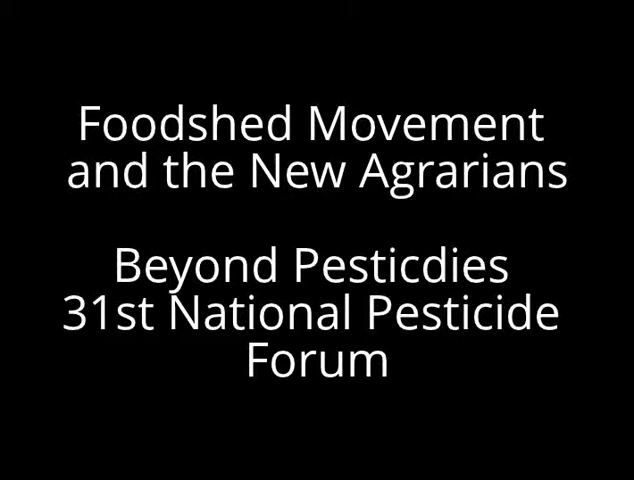 Foodshed Movement
and the New Agrarians
Beyond Pesticdies
31st National Pesticide
Forum